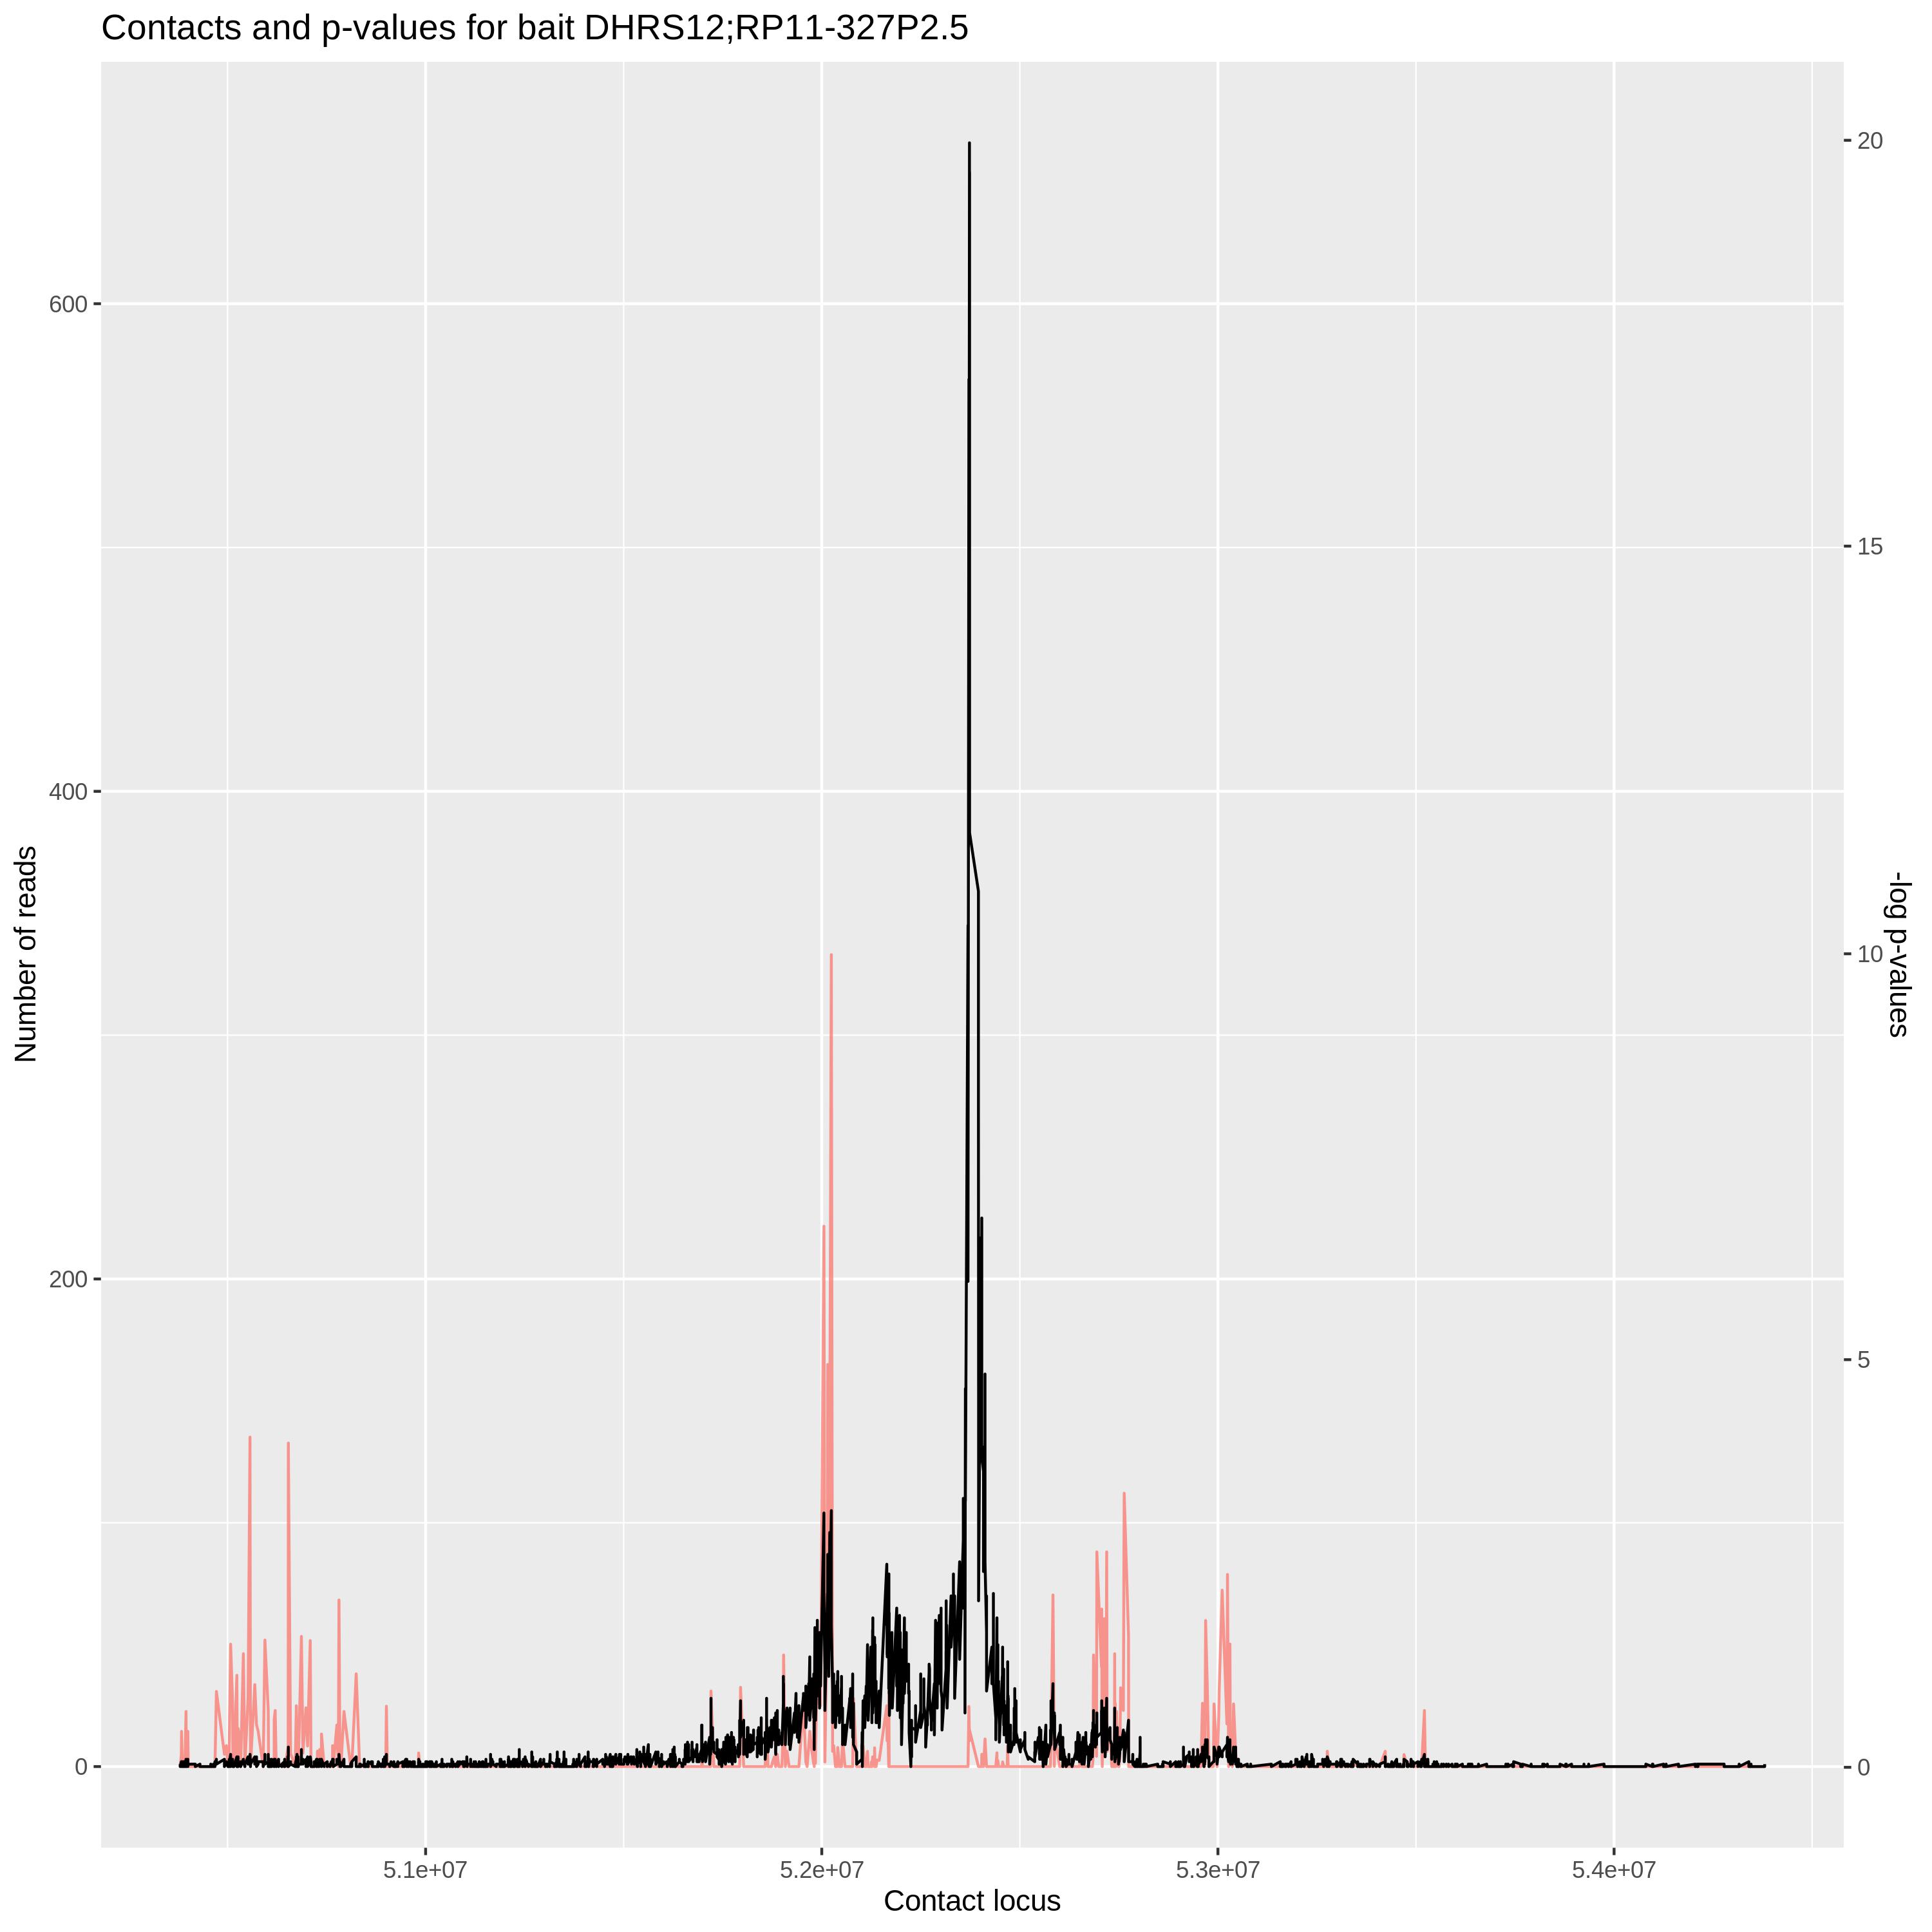 Contacts and p-values for bait DHRS12;RP11-327P2.5
20
600
15
400
Number of reads
10
-log p-values
200
5
0
0
5.1e+07
5.2e+07
5.3e+07
5.4e+07
Contact locus